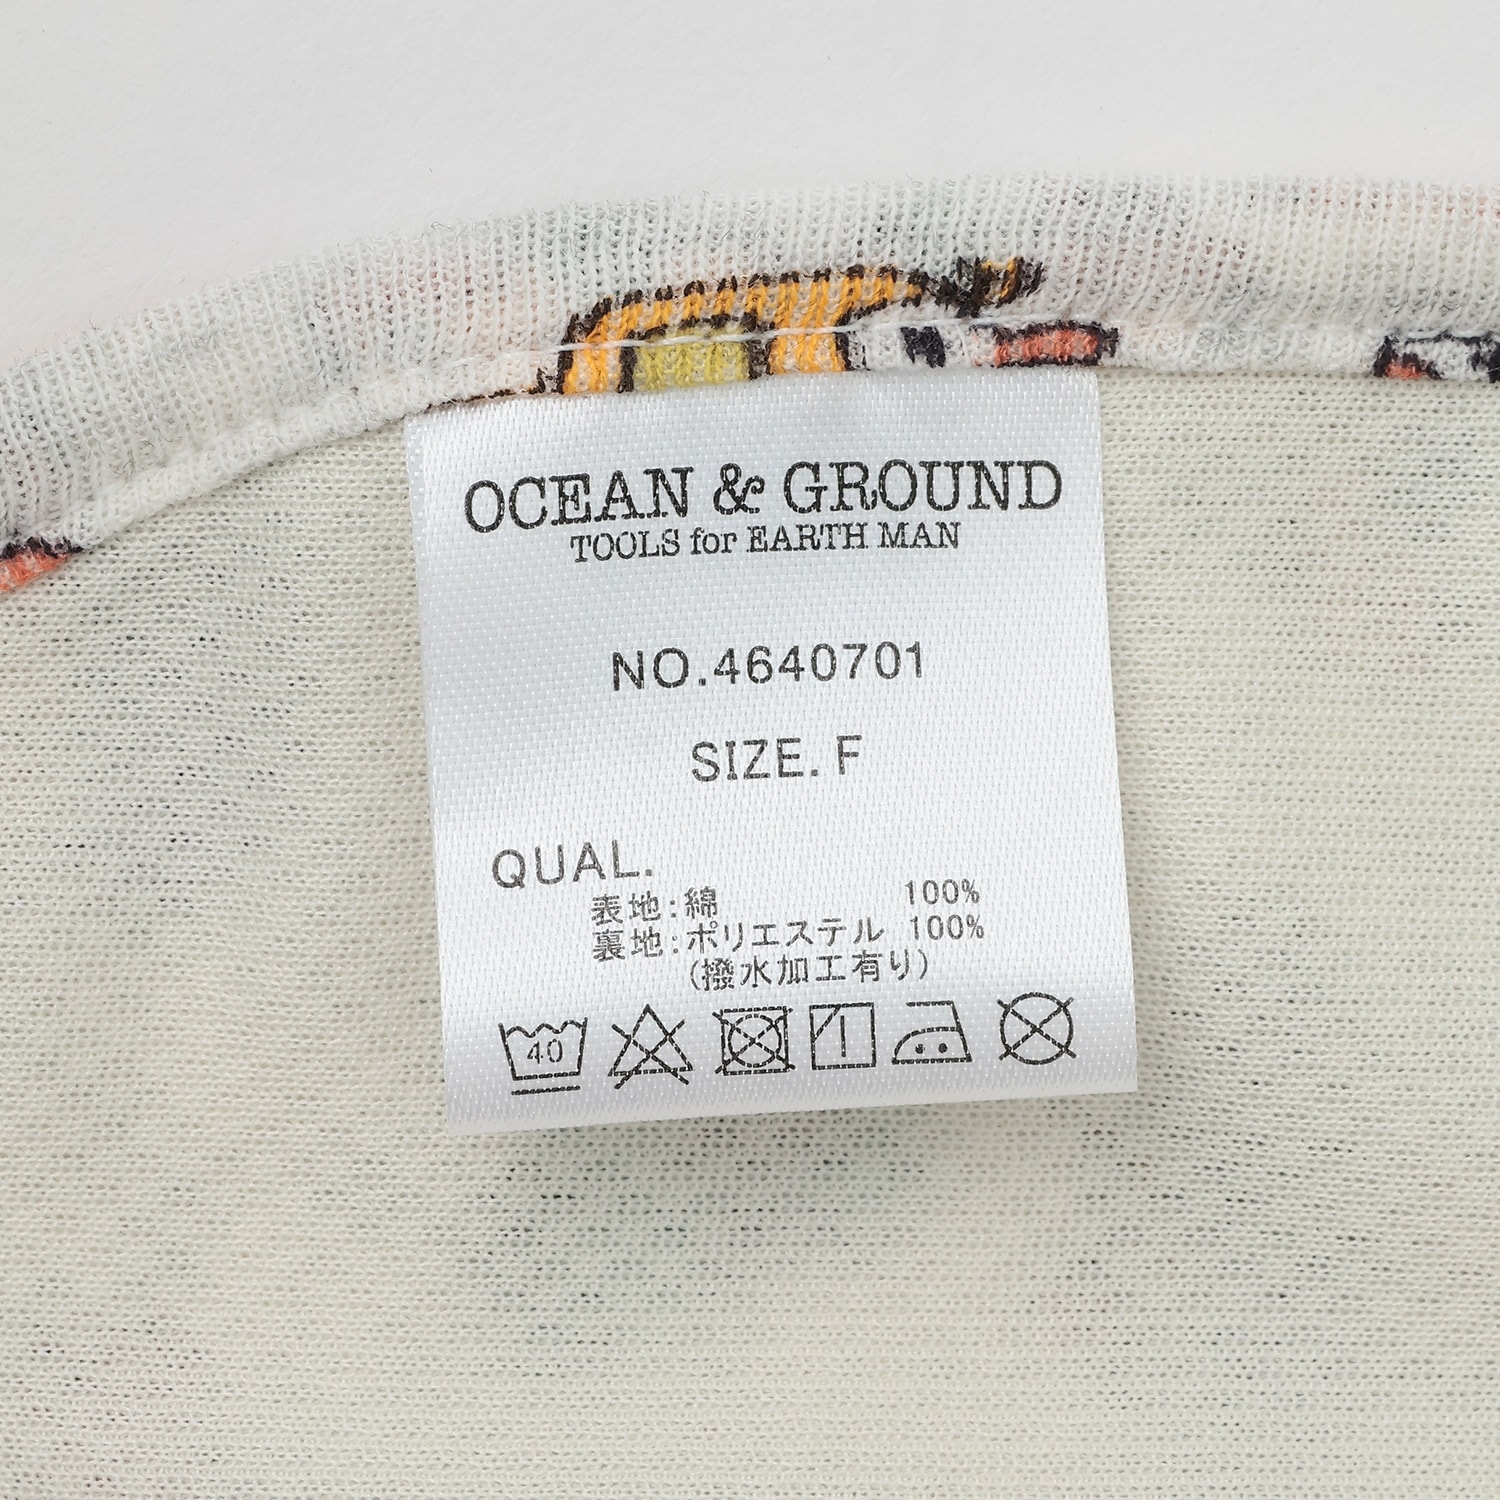 OCEAN & GROUND
TOOLS for EARTH MAN
NO.4640701
SIZE. F
QUAL.
表地:綿 100%
裏地:ポリエステル 100%
(撥水加工有り)
40